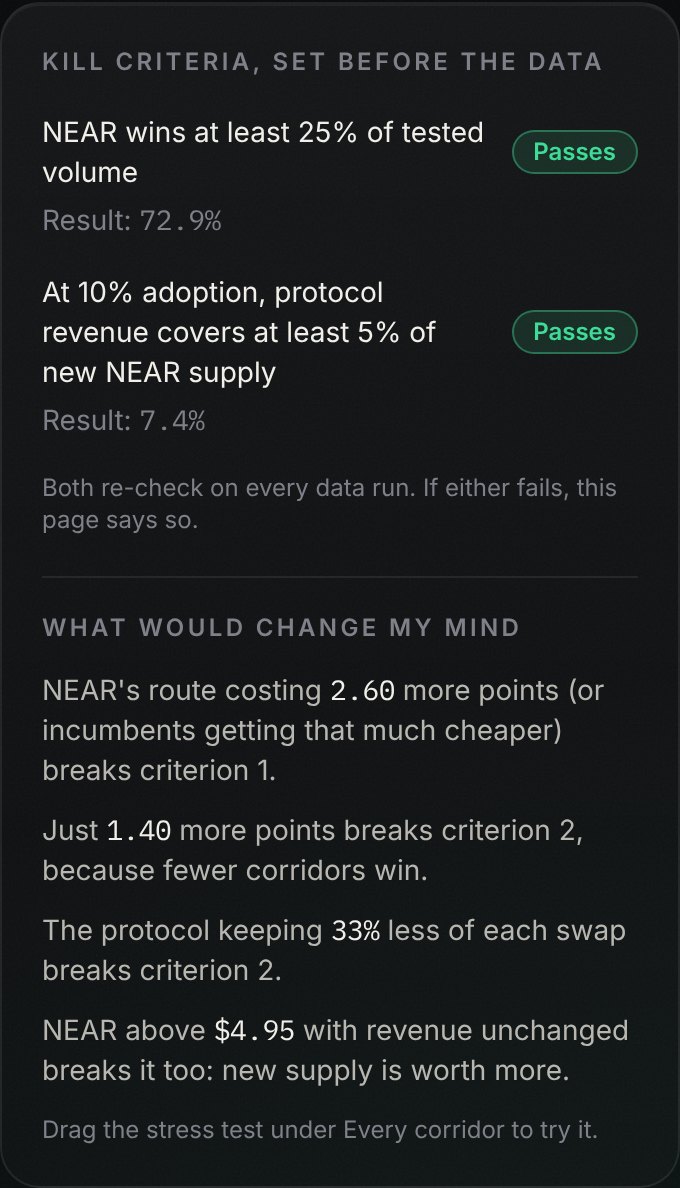 KILL CRITERIA, SET BEFORE THE DATA
NEAR wins at least 25% of tested
volume
Passes
Result: 72.9%
At 10% adoption, protocol
revenue covers at least 5% of
new NEAR supply
Passes
Result: 7.4%
Both re-check on every data run. If either fails, this
page says so.
WHAT WOULD CHANGE MY MIND
NEAR's route costing 2.60 more points (or
incumbents getting that much cheaper)
breaks criterion 1.
Just 1.40 more points breaks criterion 2,
because fewer corridors win.
The protocol keeping 33% less of each swap
breaks criterion 2.
NEAR above $4.95 with revenue unchanged
breaks it too: new supply is worth more.
Drag the stress test under Every corridor to try it.